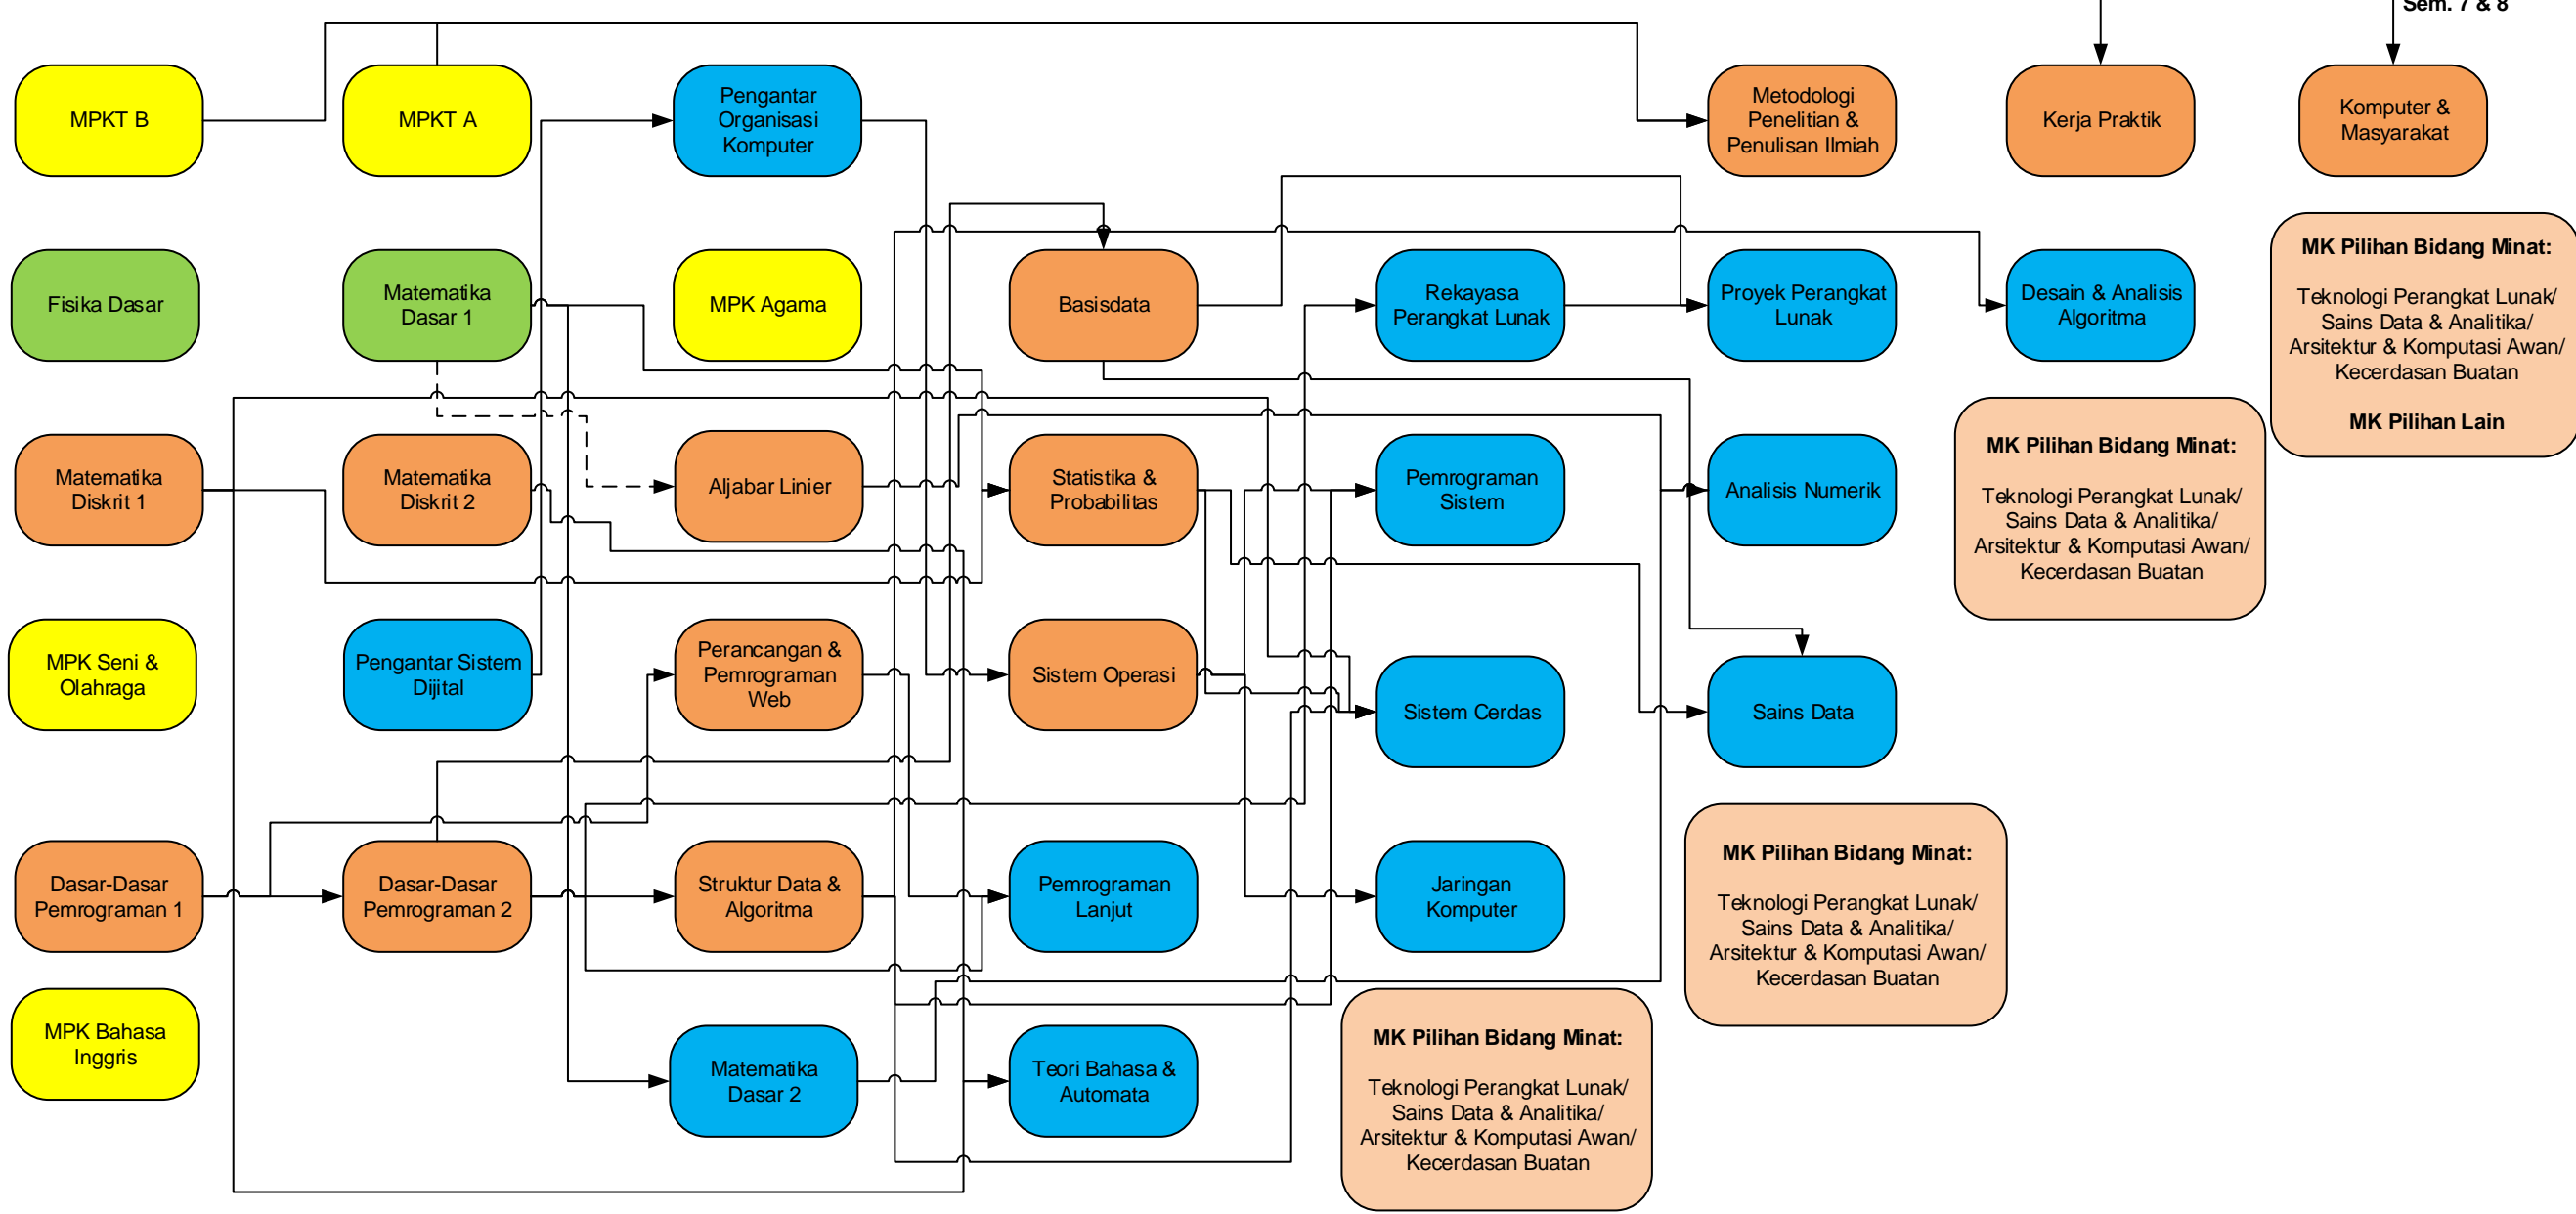 Sem. 7 & 8
MPKT B
MPKT A
Pengantar
Organisasi
Komputer
Metodologi
Penelitian &
Penulisan Ilmiah
Kerja Praktik
Komputer &
Masyarakat
Fisika Dasar
Matematika
Dasar 1
MPK Agama
Basisdata
Rekayasa
Perangkat Lunak
Proyek Perangkat
Lunak
Desain & Analisis
Algoritma
MK Pilihan Bidang Minat:
Teknologi Perangkat Lunak/
Sains Data & Analitika/
Arsitektur & Komputasi Awan/
Kecerdasan Buatan
MK Pilihan Lain
Matematika
Diskrit 1
Matematika
Diskrit 2
Aljabar Linier
Statistika &
Probabilitas
Pemrograman
Sistem
Analisis Numerik
MK Pilihan Bidang Minat:
Teknologi Perangkat Lunak/
Sains Data & Analitika/
Arsitektur & Komputasi Awan/
Kecerdasan Buatan
MPK Seni &
Olahraga
Pengantar Sistem
Dijital
Perancangan &
Pemrograman
Web
Sistem Operasi
Sistem Cerdas
Sains Data
Dasar-Dasar
Pemrograman 1
Dasar-Dasar
Pemrograman 2
Struktur Data &
Algoritma
Pemrograman
Lanjut
Jaringan
Komputer
MK Pilihan Bidang Minat:
Teknologi Perangkat Lunak/
Sains Data & Analitika/
Arsitektur & Komputasi Awan/
Kecerdasan Buatan
MPK Bahasa
Inggris
Matematika
Dasar 2
Teori Bahasa &
Automata
MK Pilihan Bidang Minat:
Teknologi Perangkat Lunak/
Sains Data & Analitika/
Arsitektur & Komputasi Awan/
Kecerdasan Buatan